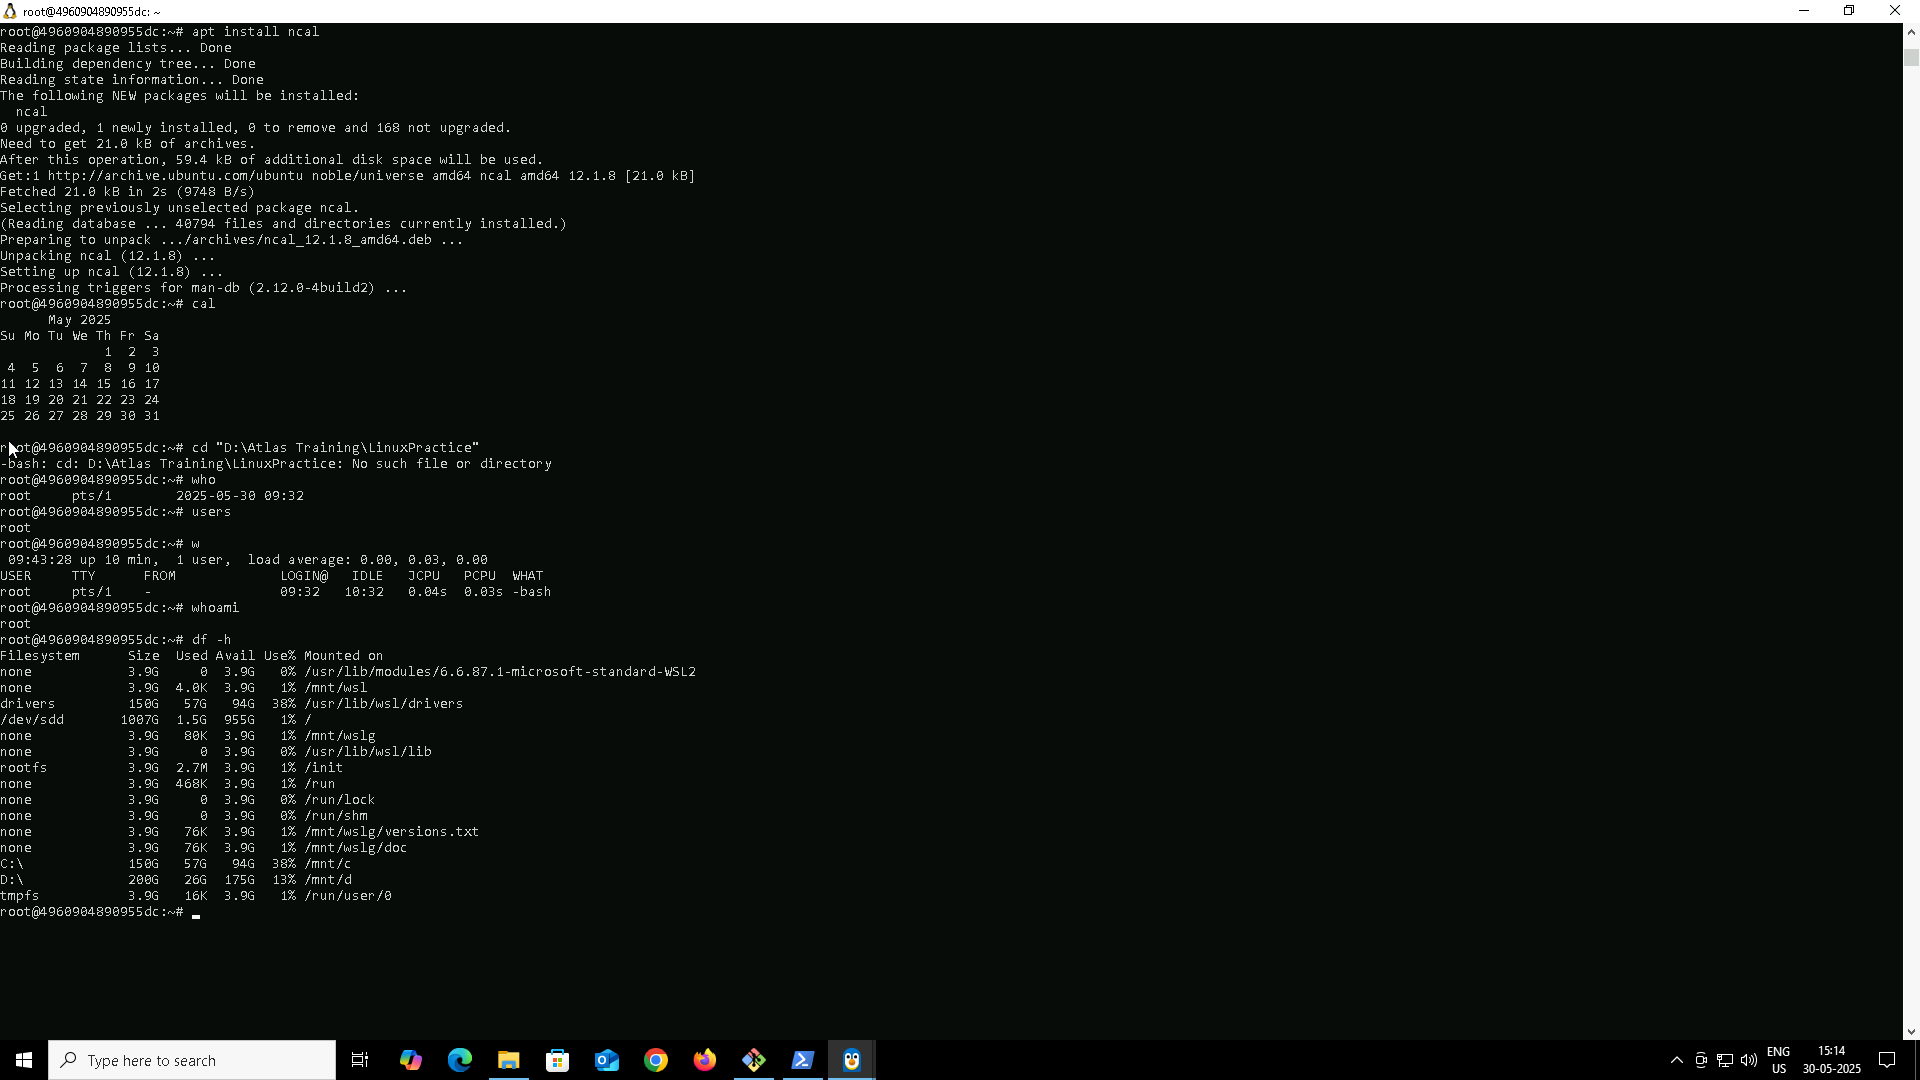 root@4960904890955dc: ~
root@4960904890955dc:~# apt install ncal
Reading package lists... Done
Building dependency tree... Done
Reading state information... Done
The following NEW packages will be installed:
  ncal
0 upgraded, 1 newly installed, 0 to remove and 168 not upgraded.
Need to get 21.0 kB of archives.
After this operation, 59.4 kB of additional disk space will be used.
Get:1 http://archive.ubuntu.com/ubuntu noble/universe amd64 ncal amd64 12.1.8 [21.0 kB]
Fetched 21.0 kB in 2s (9748 B/s)
Selecting previously unselected package ncal.
(Reading database ... 40794 files and directories currently installed.)
Preparing to unpack .../archives/ncal_12.1.8_amd64.deb ...
Unpacking ncal (12.1.8) ...
Setting up ncal (12.1.8) ...
Processing triggers for man-db (2.12.0-4build2) ...
root@4960904890955dc:~# cal
      May 2025
Su Mo Tu We Th Fr Sa
             1  2  3
 4  5  6  7  8  9 10
11 12 13 14 15 16 17
18 19 20 21 22 23 24
25 26 27 28 29 30 31
root@4960904890955dc:~# cd "D:\Atlas Training\LinuxPractice"
-bash: cd: D:\Atlas Training\LinuxPractice: No such file or directory
root@4960904890955dc:~# who
root     pts/1        2025-05-30 09:32
root@4960904890955dc:~# users
root
root@4960904890955dc:~# w
 09:43:28 up 10 min,  1 user,  load average: 0.00, 0.03, 0.00
USER     TTY      FROM             LOGIN@   IDLE   JCPU   PCPU  WHAT
root     pts/1    -                09:32   10:32   0.04s  0.03s -bash
root@4960904890955dc:~# whoami
root
root@4960904890955dc:~# df -h
Filesystem      Size  Used Avail Use% Mounted on
none            3.9G     0  3.9G   0% /usr/lib/modules/6.6.87.1-microsoft-standard-WSL2
none            3.9G  4.0K  3.9G   1% /mnt/wsl
drivers         150G   57G   94G  38% /usr/lib/wsl/drivers
/dev/sdd       1007G  1.5G  955G   1% /
none            3.9G   80K  3.9G   1% /mnt/wslg
none            3.9G     0  3.9G   0% /usr/lib/wsl/lib
rootfs          3.9G  2.7M  3.9G   1% /init
none            3.9G  468K  3.9G   1% /run
none            3.9G     0  3.9G   0% /run/lock
none            3.9G     0  3.9G   0% /run/shm
none            3.9G   76K  3.9G   1% /mnt/wslg/versions.txt
none            3.9G   76K  3.9G   1% /mnt/wslg/doc
C:\             150G   57G   94G  38% /mnt/c
D:\             200G   26G  175G  13% /mnt/d
tmpfs           3.9G   16K  3.9G   1% /run/user/0
root@4960904890955dc:~# _
Type here to search
ENG
US
15:14
30-05-2025